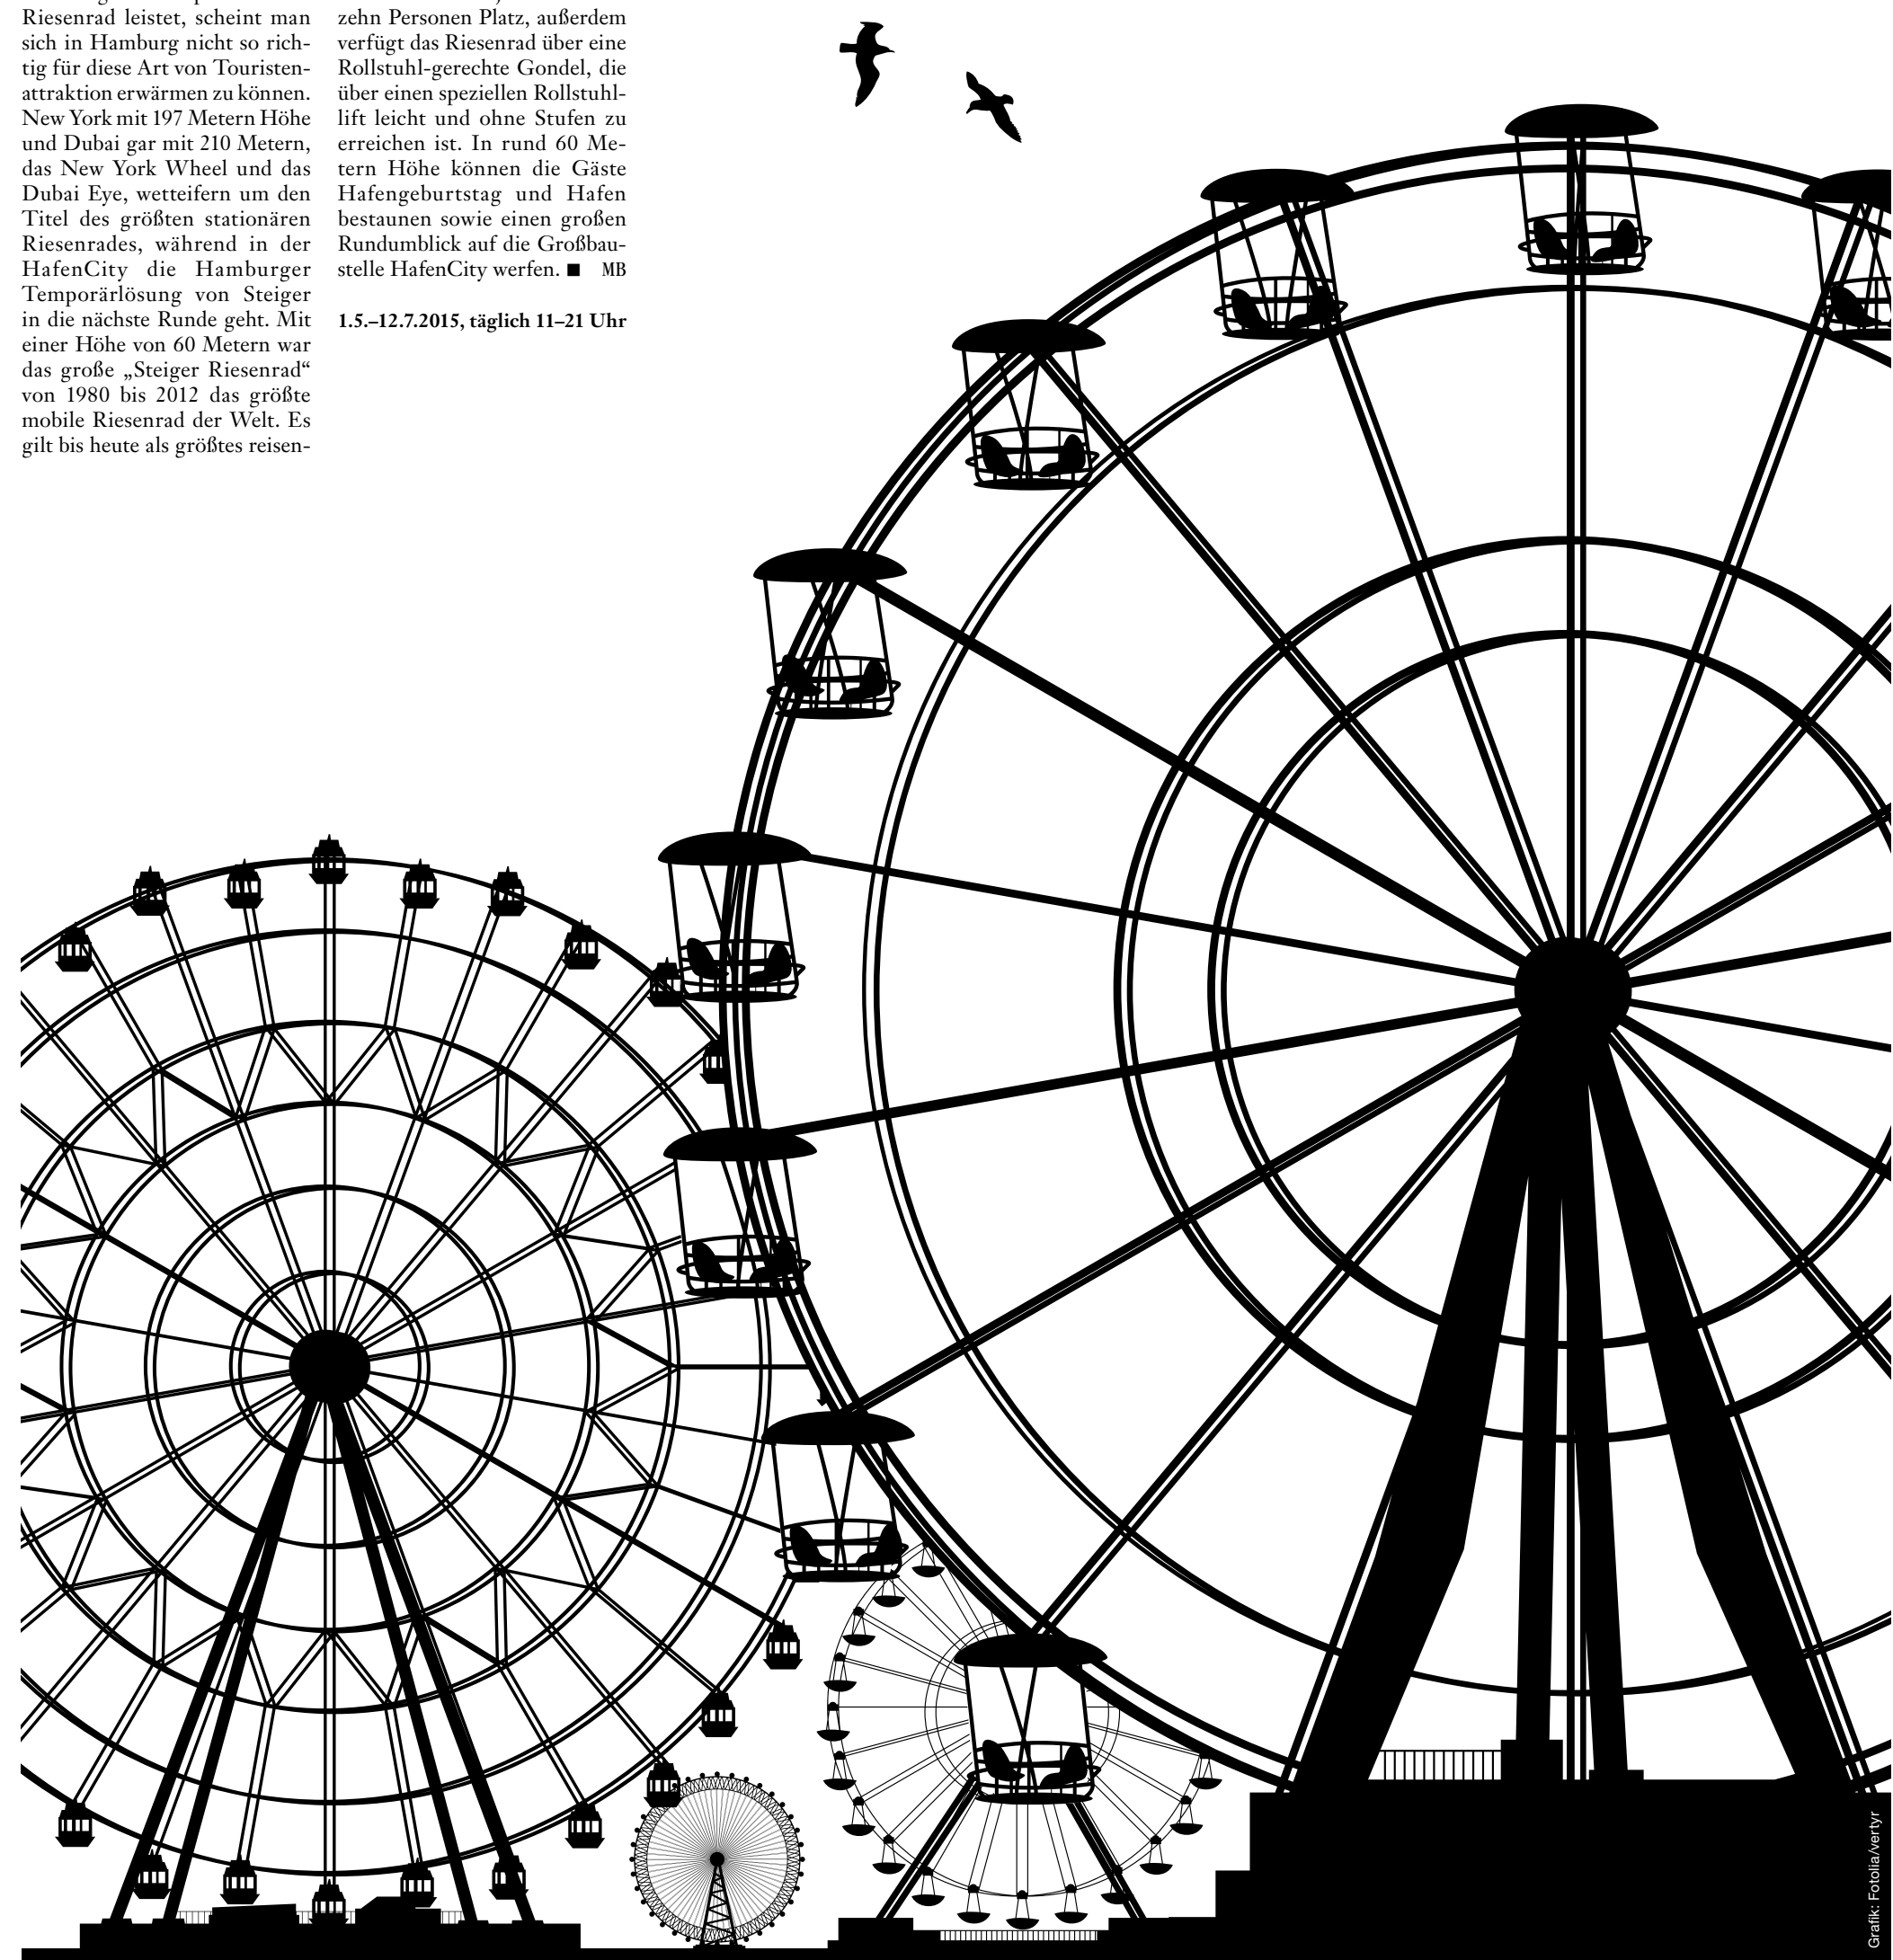 Riesenrad leistet, scheint man
sich in Hamburg nicht so rich-
tig für diese Art von Touristen-
attraktion erwärmen zu können.
New York mit 197 Metern Höhe
und Dubai gar mit 210 Metern,
das New York Wheel und das
Dubai Eye, wetteifern um den
Titel des größten stationären
Riesenrades, während in der
HafenCity die Hamburger
Temporärlösung von Steiger
in die nächste Runde geht. Mit
einer Höhe von 60 Metern war
das große „Steiger Riesenrad“
von 1980 bis 2012 das größte
mobile Riesenrad der Welt. Es
gilt bis heute als größtes reisen-
zehn Personen Platz, außerdem
verfügt das Riesenrad über eine
Rollstuhl-gerechte Gondel, die
über einen speziellen Rollstuhl-
lift leicht und ohne Stufen zu
erreichen ist. In rund 60 Me-
tern Höhe können die Gäste
Hafengeburtstag und Hafen
bestaunen sowie einen großen
Rundumblick auf die Großbau-
stelle HafenCity werfen. ■ MB
1.5.–12.7.2015, täglich 11–21 Uhr
Grafik: Fotolia/vertyr